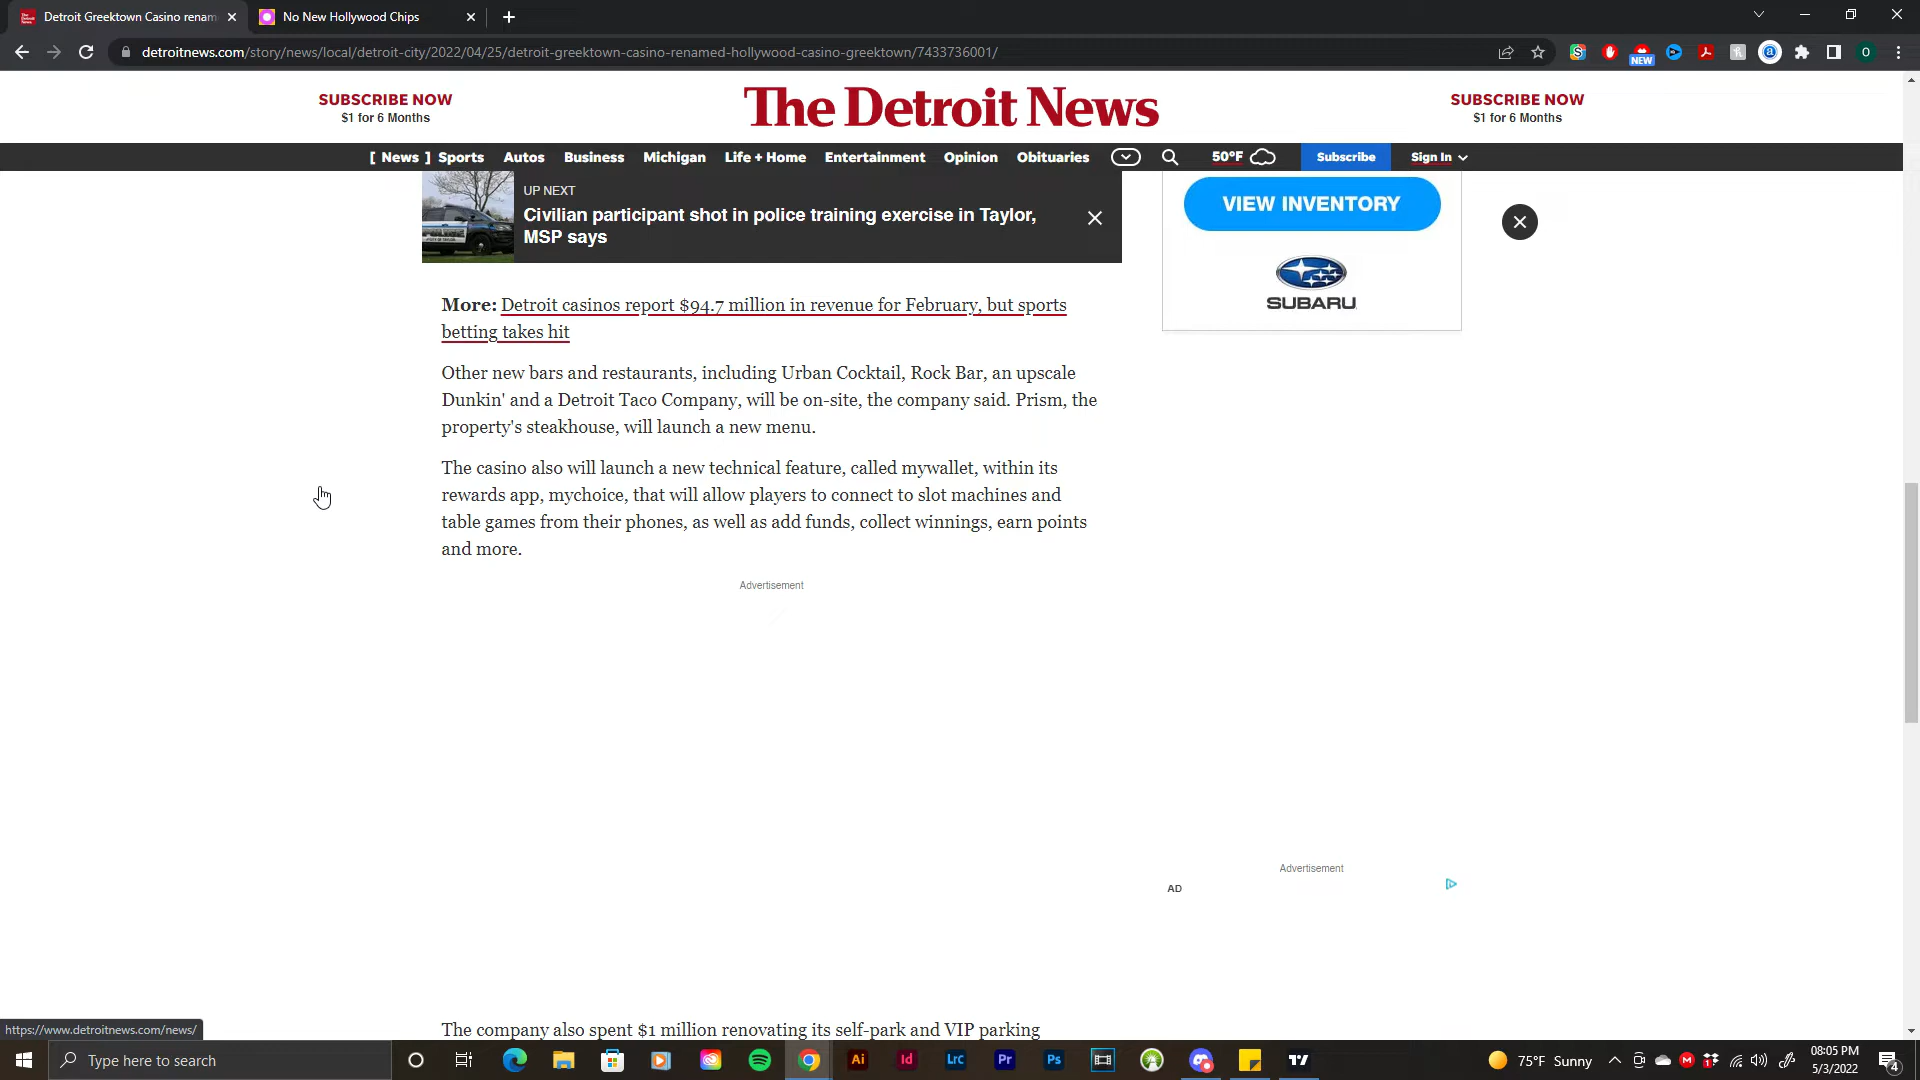 Detroit Greektown Casino renam
No New Hollywood Chips
detroitnews.com/story/news/local/detroit-city/2022/04/25/detroit-greektown-casino-renamed-hollywood-casino-greektown/7433736001/
NEW
SUBSCRIBE NOW
$1 for 6 Months
The Detroit News
SUBSCRIBE NOW
$1 for 6 Months
[ News ] Sports Autos Business Michigan Life + Home Entertainment Opinion Obituaries 50°F Subscribe Sign In
UP NEXT
Civilian participant shot in police training exercise in Taylor,
MSP says
VIEW INVENTORY
SUBARU
More: Detroit casinos report $94.7 million in revenue for February, but sports
betting takes hit
Other new bars and restaurants, including Urban Cocktail, Rock Bar, an upscale
Dunkin' and a Detroit Taco Company, will be on-site, the company said. Prism, the
property's steakhouse, will launch a new menu.
The casino also will launch a new technical feature, called mywallet, within its
rewards app, mychoice, that will allow players to connect to slot machines and
table games from their phones, as well as add funds, collect winnings, earn points
and more.
Advertisement
Advertisement
AD
The company also spent $1 million renovating its self-park and VIP parking
https://www.detroitnews.com/news/
Type here to search
Ai
Id
Lrc
Pr
Ps
75°F Sunny
08:05 PM
5/3/2022
4